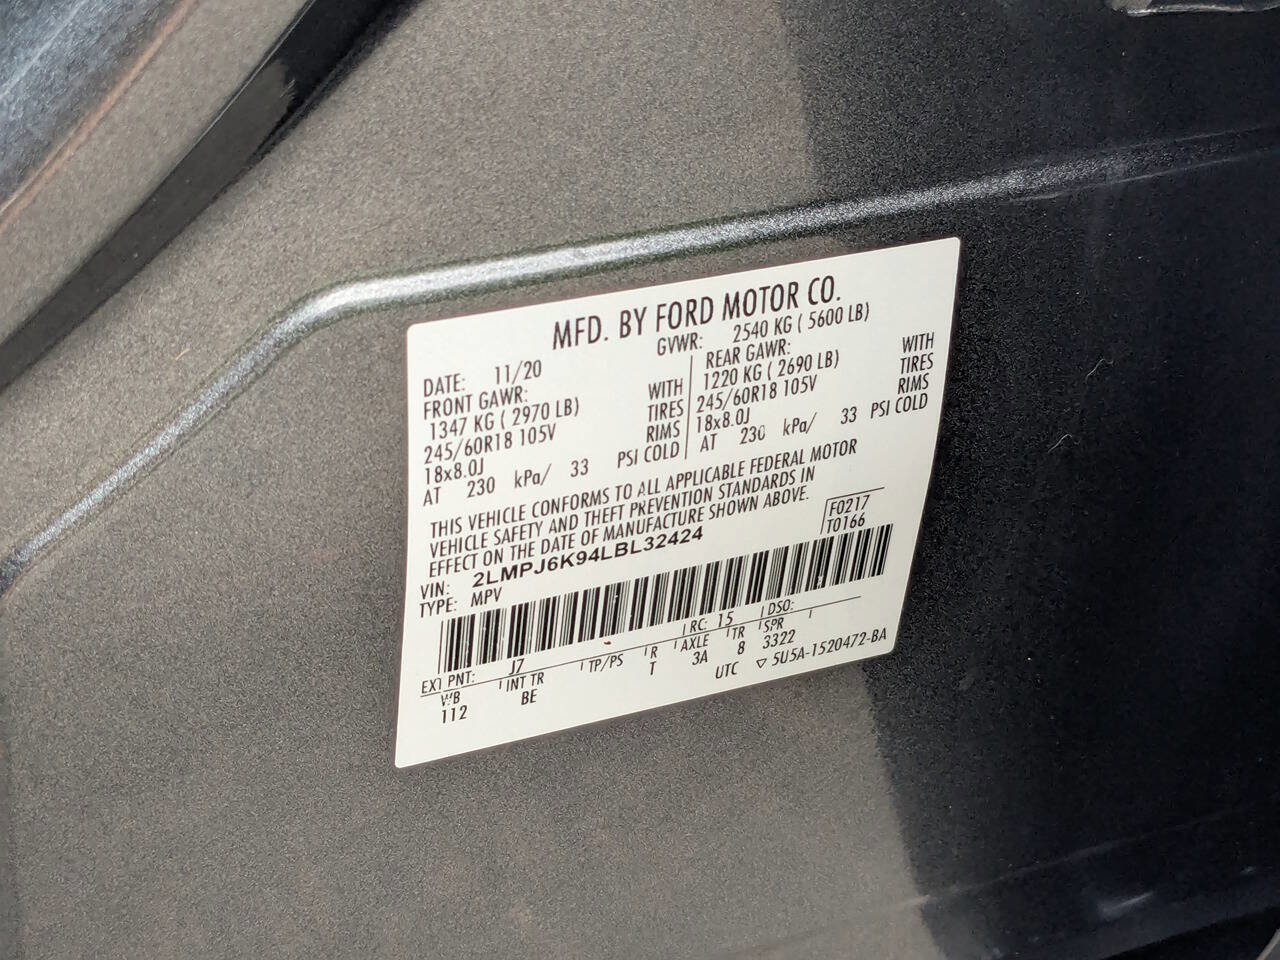 MFD. BY FORD MOTOR CO.
DATE: 11/20 GVWR: 2540 KG ( 5600 LB)
FRONT GAWR: WITH REAR GAWR: WITH
1347 KG ( 2970 LB) TIRES 1220 KG ( 2690 LB) TIRES
245/60R18 105V RIMS 245/60R18 105V RIMS
18x8.0J 18x8.0J
AT 230 kPa/ 33 PSI COLD AT 230 kPa/ 33 PSI COLD
THIS VEHICLE CONFORMS TO ALL APPLICABLE FEDERAL MOTOR
VEHICLE SAFETY AND THEFT PREVENTION STANDARDS IN
EFFECT ON THE DATE OF MANUFACTURE SHOWN ABOVE.
F0217
T0166
VIN: 2LMPJ6K94LBL32424
TYPE: MPV
EXT PNT: J7 RC: 15 DSO:
WB INT TR TP/PS R AXLE TR SPR
112 BE T 3A 8 3322
UTC ▽ 5U5A-1520472-BA